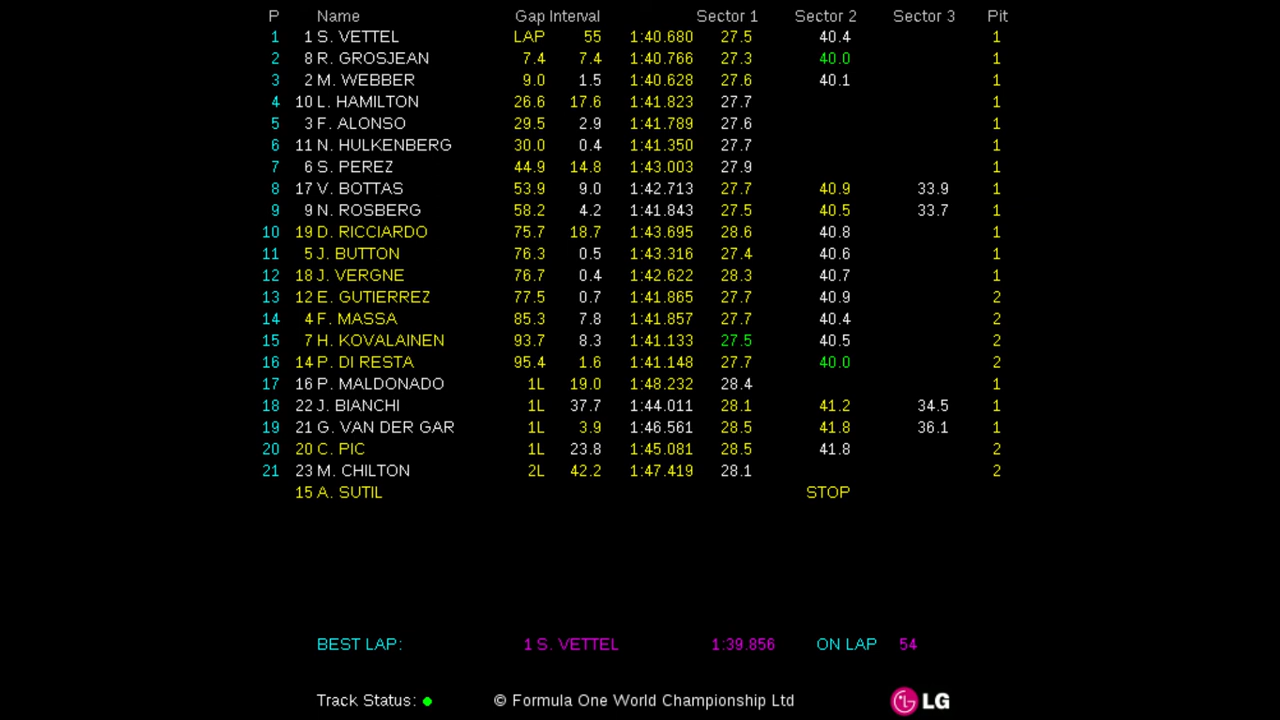 P Name Gap Interval Sector 1 Sector 2 Sector 3 Pit
1 1 S. VETTEL LAP 55 1:40.680 27.5 40.4 1
2 8 R. GROSJEAN 7.4 7.4 1:40.766 27.3 40.0 1
3 2 M. WEBBER 9.0 1.5 1:40.628 27.6 40.1 1
4 10 L. HAMILTON 26.6 17.6 1:41.823 27.7 1
5 3 F. ALONSO 29.5 2.9 1:41.789 27.6 1
6 11 N. HULKENBERG 30.0 0.4 1:41.350 27.7 1
7 6 S. PEREZ 44.9 14.8 1:43.003 27.9 1
8 17 V. BOTTAS 53.9 9.0 1:42.713 27.7 40.9 33.9 1
9 9 N. ROSBERG 58.2 4.2 1:41.843 27.5 40.5 33.7 1
10 19 D. RICCIARDO 75.7 18.7 1:43.695 28.6 40.8 1
11 5 J. BUTTON 76.3 0.5 1:43.316 27.4 40.6 1
12 18 J. VERGNE 76.7 0.4 1:42.622 28.3 40.7 1
13 12 E. GUTIERREZ 77.5 0.7 1:41.865 27.7 40.9 2
14 4 F. MASSA 85.3 7.8 1:41.857 27.7 40.4 2
15 7 H. KOVALAINEN 93.7 8.3 1:41.133 27.5 40.5 2
16 14 P. DI RESTA 95.4 1.6 1:41.148 27.7 40.0 2
17 16 P. MALDONADO 1L 19.0 1:48.232 28.4 1
18 22 J. BIANCHI 1L 37.7 1:44.011 28.1 41.2 34.5 1
19 21 G. VAN DER GAR 1L 3.9 1:46.561 28.5 41.8 36.1 1
20 20 C. PIC 1L 23.8 1:45.081 28.5 41.8 2
21 23 M. CHILTON 2L 42.2 1:47.419 28.1 2
15 A. SUTIL STOP
BEST LAP: 1 S. VETTEL 1:39.856 ON LAP 54
Track Status: © Formula One World Championship Ltd LG